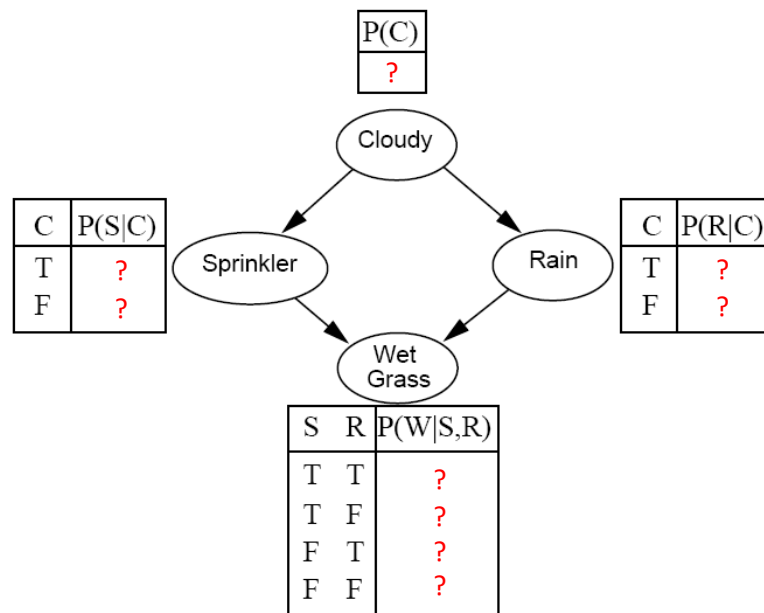 P(C)
?
Cloudy
C P(S|C)
T ?
F ?
Sprinkler
Rain
C P(R|C)
T ?
F ?
Wet
Grass
S R P(W|S,R)
T T ?
T F ?
F T ?
F F ?